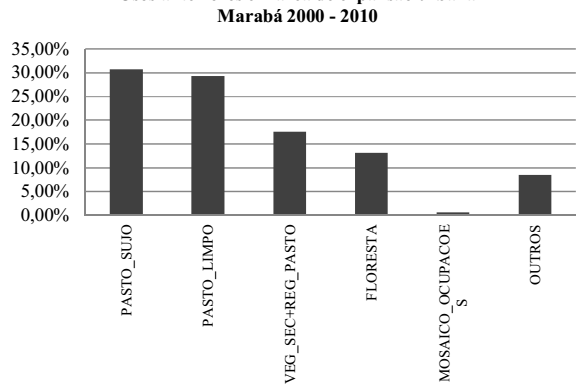 Marabá 2000 - 2010
35,00%
30,00%
25,00%
20,00%
15,00%
10,00%
5,00%
0,00%
PASTO_SUJO
PASTO_LIMPO
VEG_SEC+REG_PASTO
FLORESTA
MOSAICO_OCUPACOE
S
OUTROS